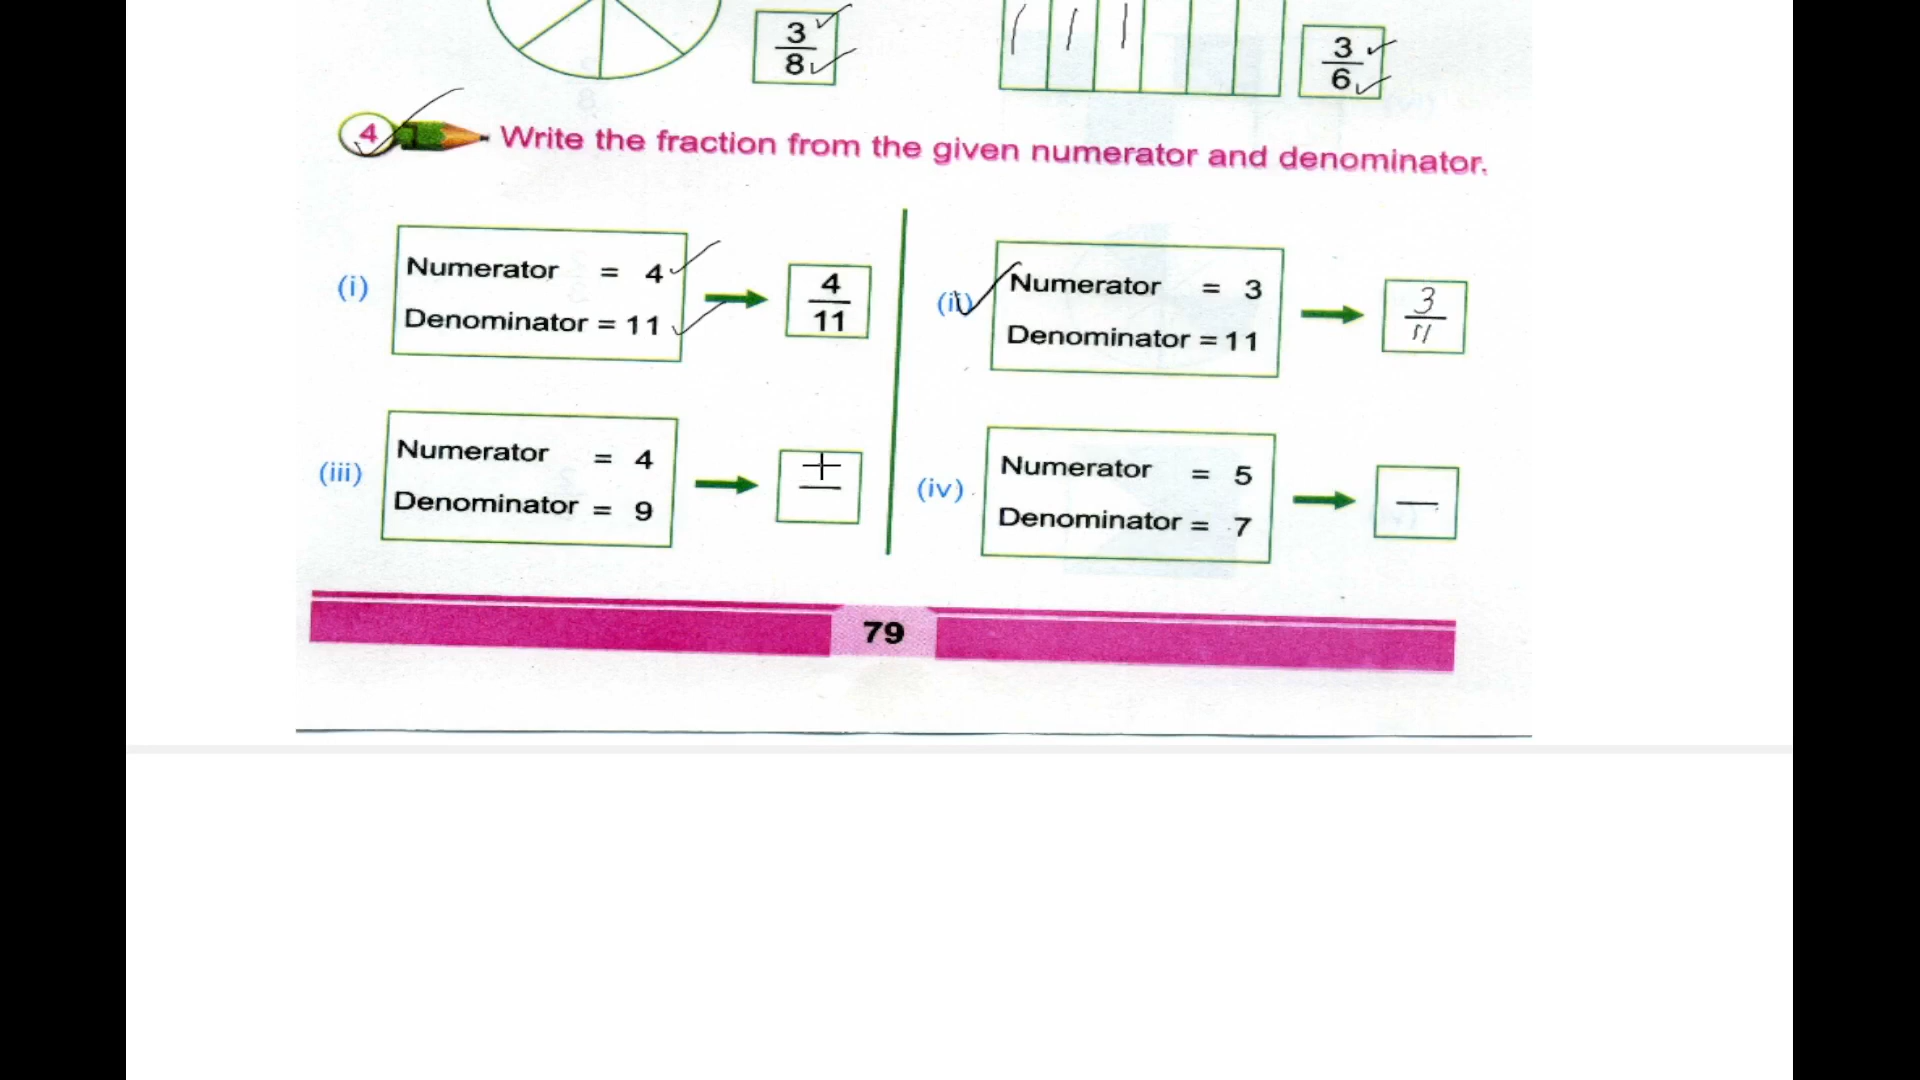 3
8
3
6
4 Write the fraction from the given numerator and denominator.
(i) Numerator = 4
Denominator = 11
4
11
(ii) Numerator = 3
Denominator = 11
3
11
(iii) Numerator = 4
Denominator = 9
(iv) Numerator = 5
Denominator = 7
79